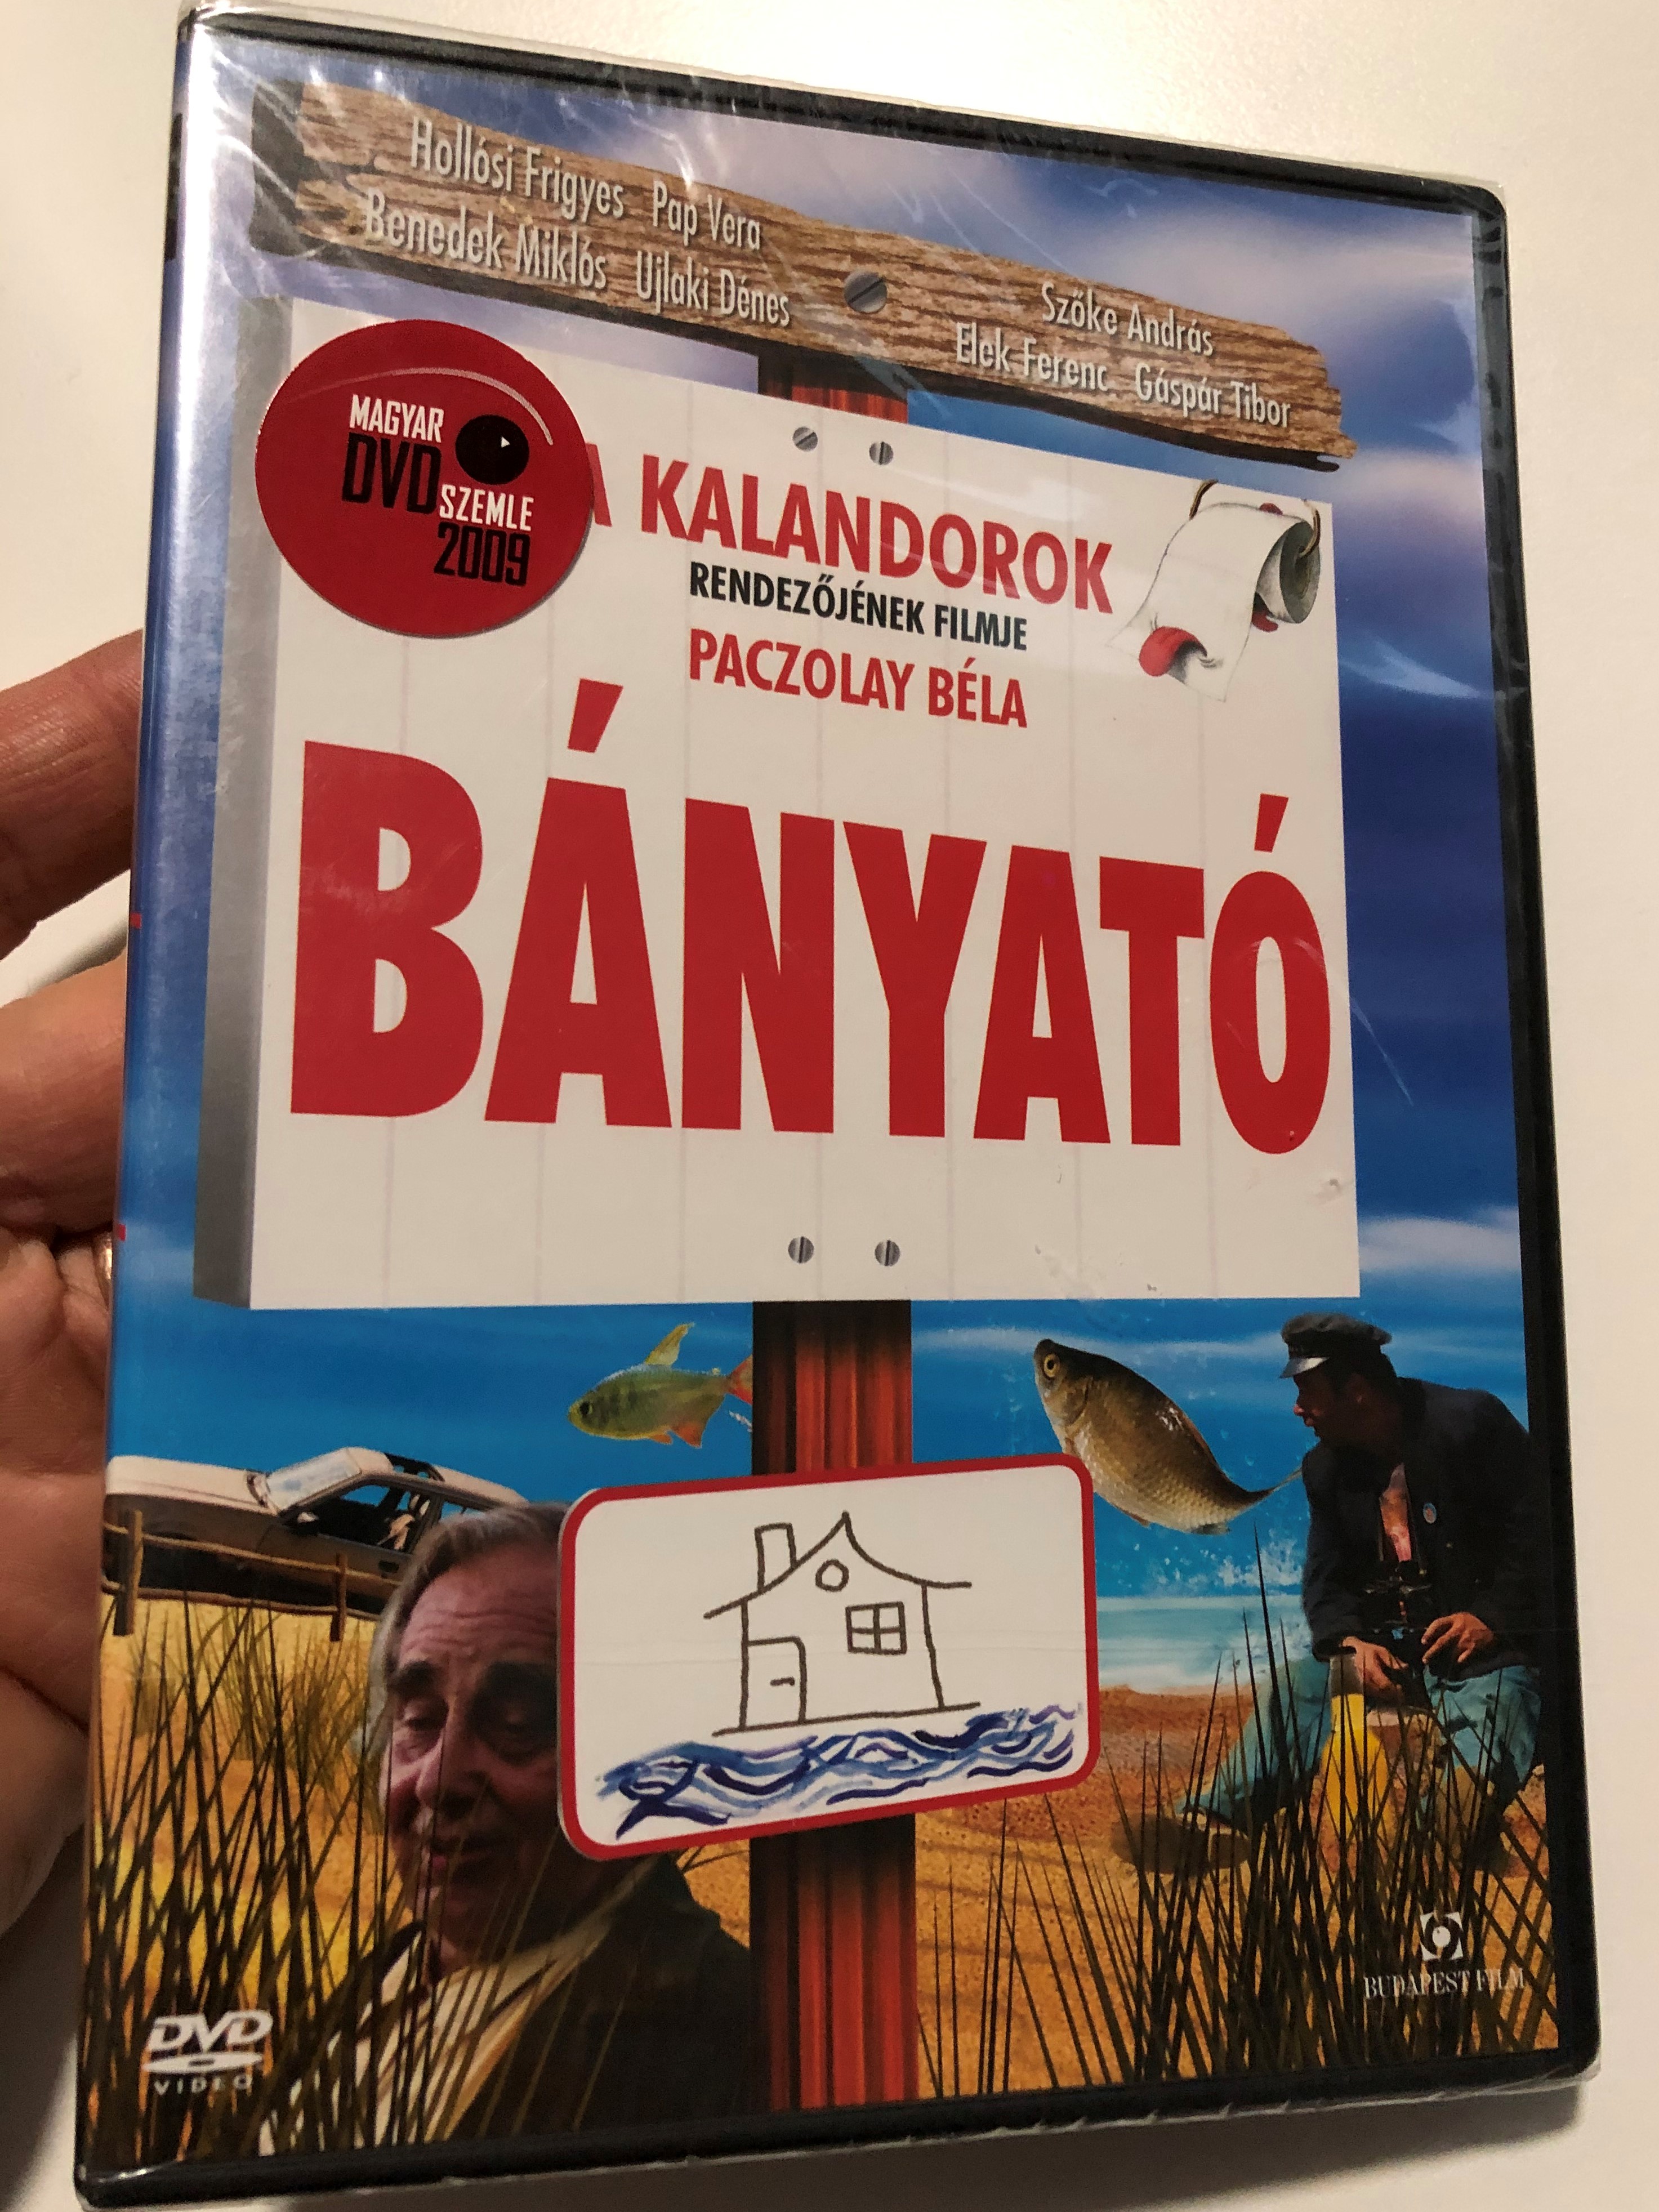 Hollósi Frigyes Pap Vera
Benedek Miklós Ujlaki Dénes
Szőke András
Elek Ferenc Gáspár Tibor
MAGYAR
DVD
SZEMLE
2009
A KALANDOROK
RENDEZŐJÉNEK FILMJE
PACZOLAY BÉLA
BÁNYATÓ
BUDAPEST FILM
DVD
VIDEO